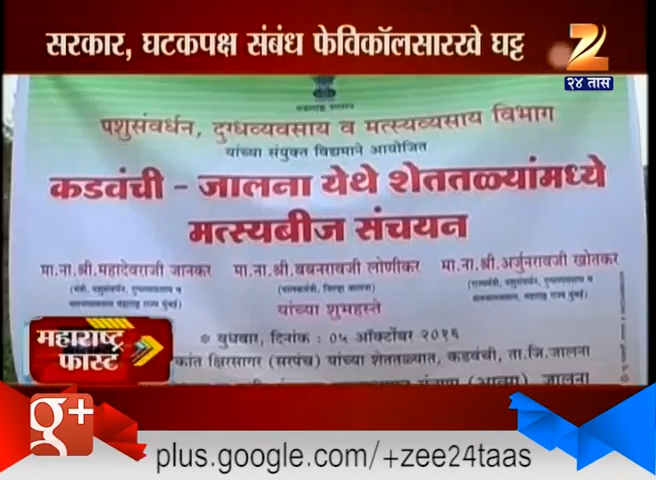 सरकार, घटकपक्ष संबंध फेविकॉलसारखे घट्ट
२४ तास
पशुसंवर्धन, दुग्धव्यवसाय व मत्स्यव्यसाय विभाग
यांच्या संयुक्त विद्यमाने आयोजित
कडवंची - जालना येथे शेततळ्यांमध्ये
मत्स्यबीज संचयन
मा.ना.श्री.महादेवराजी जानकर मा.ना.श्री.बबनरावजी लोणीकर मा.ना.श्री.अर्जुनरावजी खोतकर
यांच्या शुभहस्ते
* बुधवार, दिनांक : ०५ ऑक्टोंबर २०१६
क्षिरसागर (सरपंच) यांच्या शेततळ्यात, कडवंची, ता.जि.जालना
जालना
महाराष्ट्र
फास्ट
g+
plus.google.com/+zee24taas